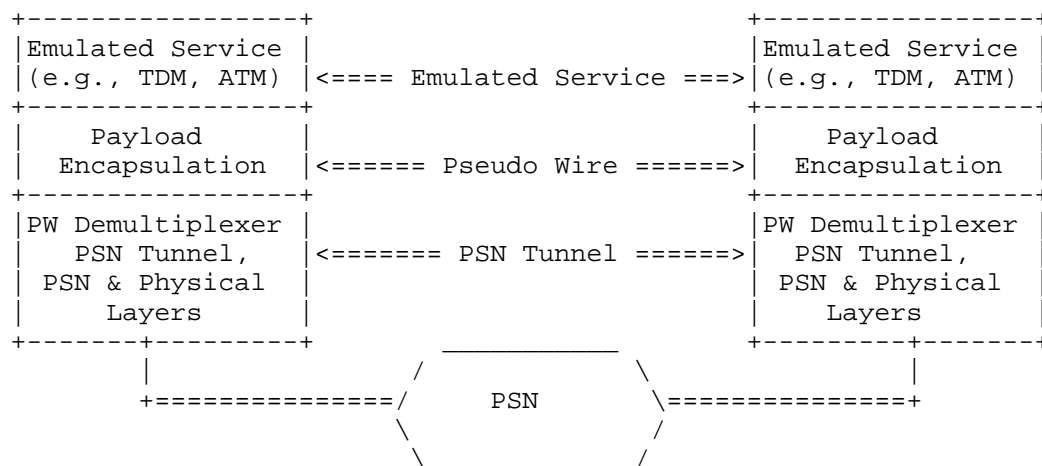 Emulated Service Emulated Service
(e.g., TDM, ATM) <==== Emulated Service ===> (e.g., TDM, ATM)
Payload Payload
Encapsulation <====== Pseudo Wire ======> Encapsulation
PW Demultiplexer PW Demultiplexer
PSN Tunnel, <======= PSN Tunnel ======> PSN Tunnel,
PSN & Physical PSN & Physical
Layers Layers
PSN